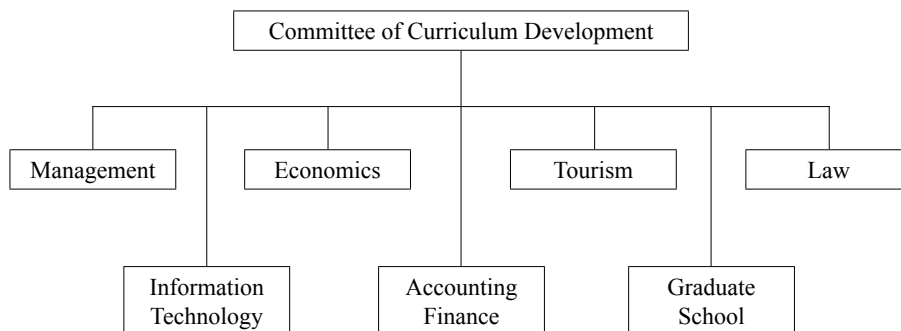 Committee of Curriculum Development
Management
Economics
Tourism
Law
Information
Technology
Accounting
Finance
Graduate
School